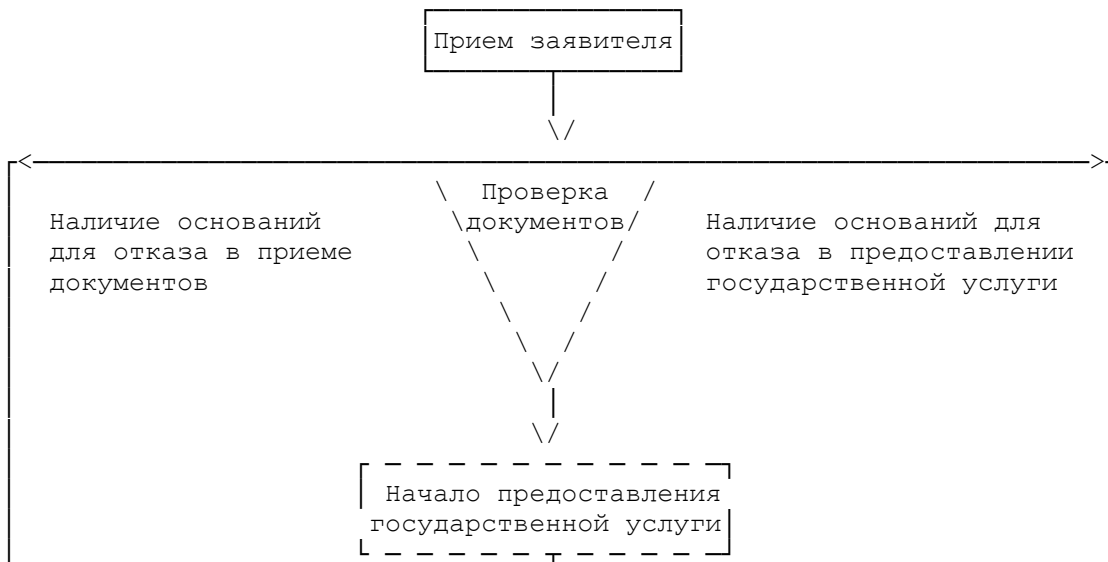 Прием заявителя
Проверка
документов
Наличие оснований
для отказа в приеме
документов
Наличие оснований для
отказа в предоставлении
государственной услуги
Начало предоставления
государственной услуги